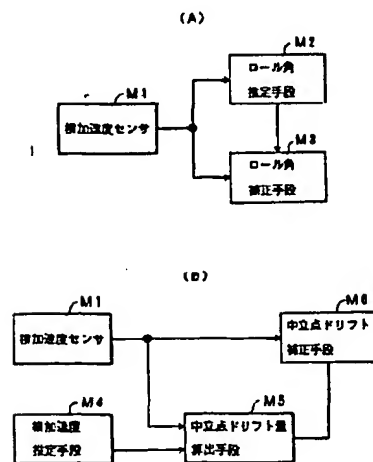 (A)
M2
ロール角
推定手段
M1
横加速度センサ
M3
ロール角
補正手段
(B)
M1
横加速度センサ
M6
中立点ドリフト
補正手段
M4
横加速度
推定手段
M5
中立点ドリフト量
算出手段